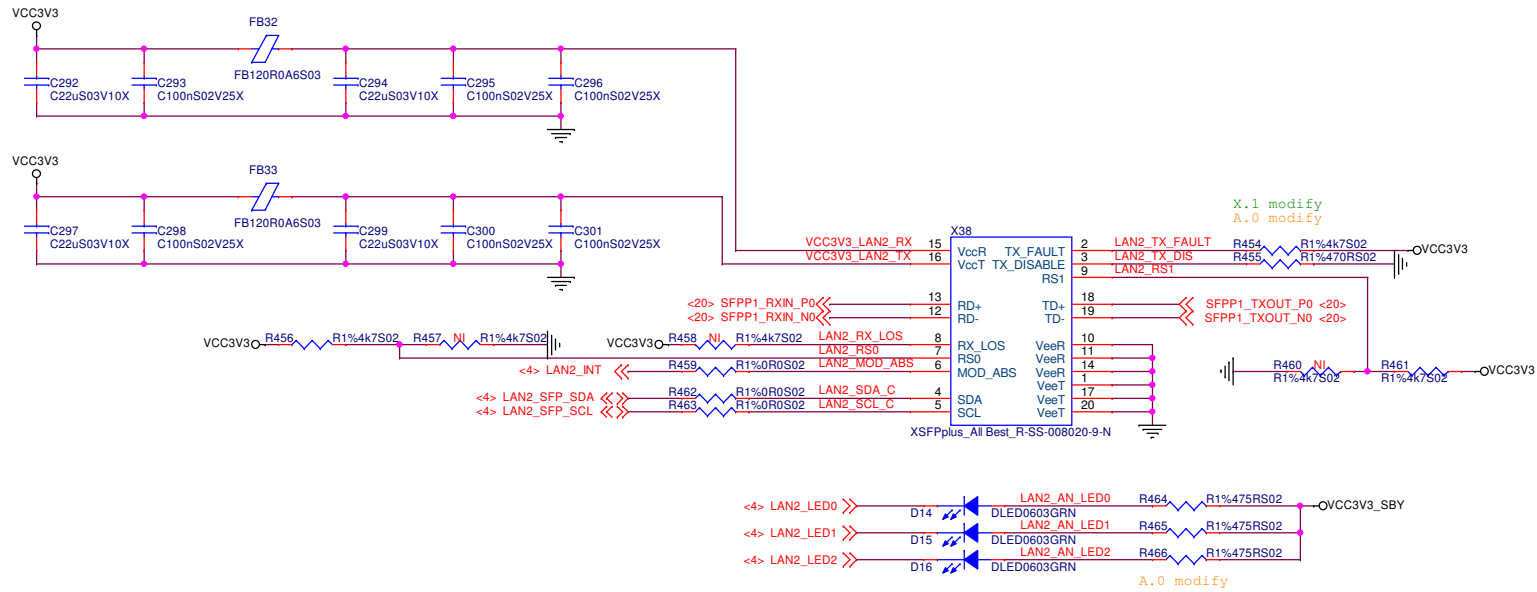 VCC3V3
FB32
FB120R0A6S03
C292
C22uS03V10X
C293
C100nS02V25X
C294
C22uS03V10X
C295
C100nS02V25X
C296
C100nS02V25X
VCC3V3
FB33
FB120R0A6S03
C297
C22uS03V10X
C298
C100nS02V25X
C299
C22uS03V10X
C300
C100nS02V25X
C301
C100nS02V25X
X.1 modify
A.0 modify
X38
VCC3V3_LAN2_RX 15 VccR TX_FAULT 2 LAN2_TX_FAULT R454 R1%4k7S02 VCC3V3
VCC3V3_LAN2_TX 16 VccT TX_DISABLE 3 LAN2_TX_DIS R455 R1%470RS02
RS1 9 LAN2_RS1
<20> SFPP1_RXIN_P0 13 RD+ TD+ 18 SFPP1_TXOUT_P0 <20>
<20> SFPP1_RXIN_N0 12 RD- TD- 19 SFPP1_TXOUT_N0 <20>
VCC3V3 R456 R1%4k7S02 R457 NI R1%4k7S02 VCC3V3 R458 NI R1%4k7S02 LAN2_RX_LOS 8 RX_LOS VeeR 10
LAN2_RS0 7 RS0 VeeR 11
<4> LAN2_INT R459 R1%0R0S02 LAN2_MOD_ABS 6 MOD_ABS VeeR 14
VeeT 1
<4> LAN2_SFP_SDA R462 R1%0R0S02 LAN2_SDA_C 4 SDA VeeT 17
<4> LAN2_SFP_SCL R463 R1%0R0S02 LAN2_SCL_C 5 SCL VeeT 20
R460 NI R1%4k7S02 R461 R1%4k7S02 VCC3V3
XSFPplus_All Best_R-SS-008020-9-N
<4> LAN2_LED0 D14 DLED0603GRN LAN2_AN_LED0 R464 R1%475RS02 VCC3V3_SBY
<4> LAN2_LED1 D15 DLED0603GRN LAN2_AN_LED1 R465 R1%475RS02
<4> LAN2_LED2 D16 DLED0603GRN LAN2_AN_LED2 R466 R1%475RS02
A.0 modify